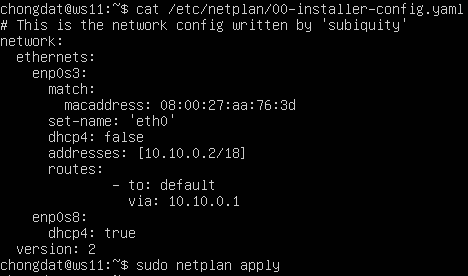 chongdat@ws11:~$ cat /etc/netplan/00-installer-config.yaml
# This is the network config written by 'subiquity'
network:
  ethernets:
    enp0s3:
      match:
        macaddress: 08:00:27:aa:76:3d
      set-name: 'eth0'
      dhcp4: false
      addresses: [10.10.0.2/18]
      routes:
              - to: default
                via: 10.10.0.1
    enp0s8:
      dhcp4: true
  version: 2
chongdat@ws11:~$ sudo netplan apply